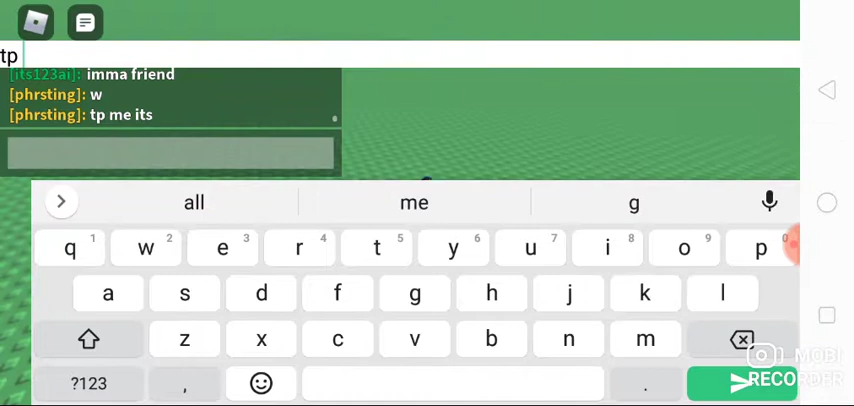 tp
[its123ai]: imma friend
[phrsting]: w
[phrsting]: tp me its
all me g
q 1 w 2 e 3 r 4 t 5 y 6 u 7 i 8 o 9 p 0
a s d f g h j k l
z x c v b n m
?123 , .
MOBI
RECORDER